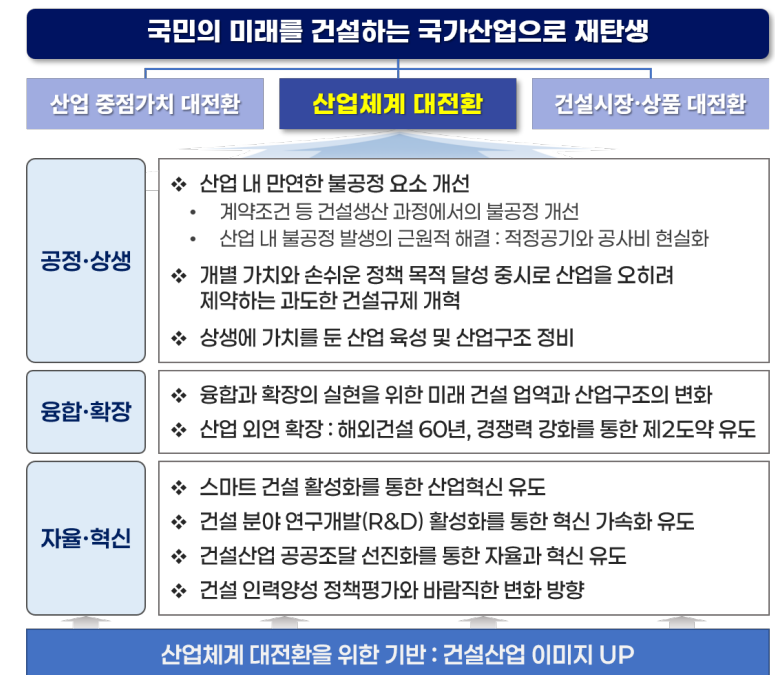 국민의 미래를 건설하는 국가산업으로 재탄생
산업 중점가치 대전환
산업체계 대전환
건설시장·상품 대전환
공정·상생
❖ 산업 내 만연한 불공정 요소 개선
• 계약조건 등 건설생산 과정에서의 불공정 개선
• 산업 내 불공정 발생의 근원적 해결 : 적정공기와 공사비 현실화
❖ 개별 가치와 손쉬운 정책 목적 달성 중시로 산업을 오히려
제약하는 과도한 건설규제 개혁
❖ 상생에 가치를 둔 산업 육성 및 산업구조 정비
융합·확장
❖ 융합과 확장의 실현을 위한 미래 건설 업역과 산업구조의 변화
❖ 산업 외연 확장 : 해외건설 60년, 경쟁력 강화를 통한 제2도약 유도
자율·혁신
❖ 스마트 건설 활성화를 통한 산업혁신 유도
❖ 건설 분야 연구개발(R&D) 활성화를 통한 혁신 가속화 유도
❖ 건설산업 공공조달 선진화를 통한 자율과 혁신 유도
❖ 건설 인력양성 정책평가와 바람직한 변화 방향
산업체계 대전환을 위한 기반 : 건설산업 이미지 UP